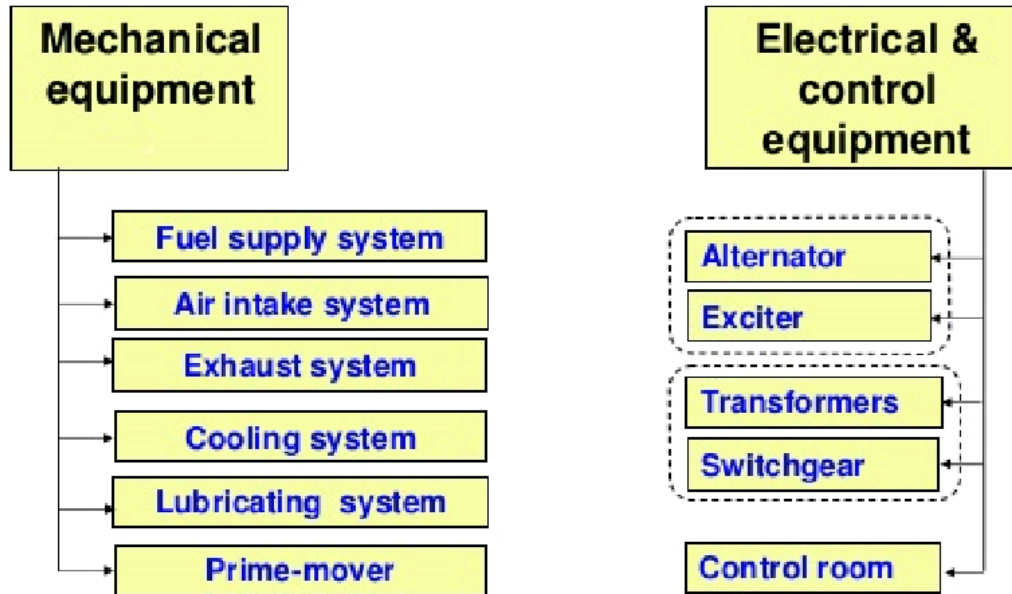 Mechanical
equipment
Fuel supply system
Air intake system
Exhaust system
Cooling system
Lubricating system
Prime-mover
Electrical &
control
equipment
Alternator
Exciter
Transformers
Switchgear
Control room